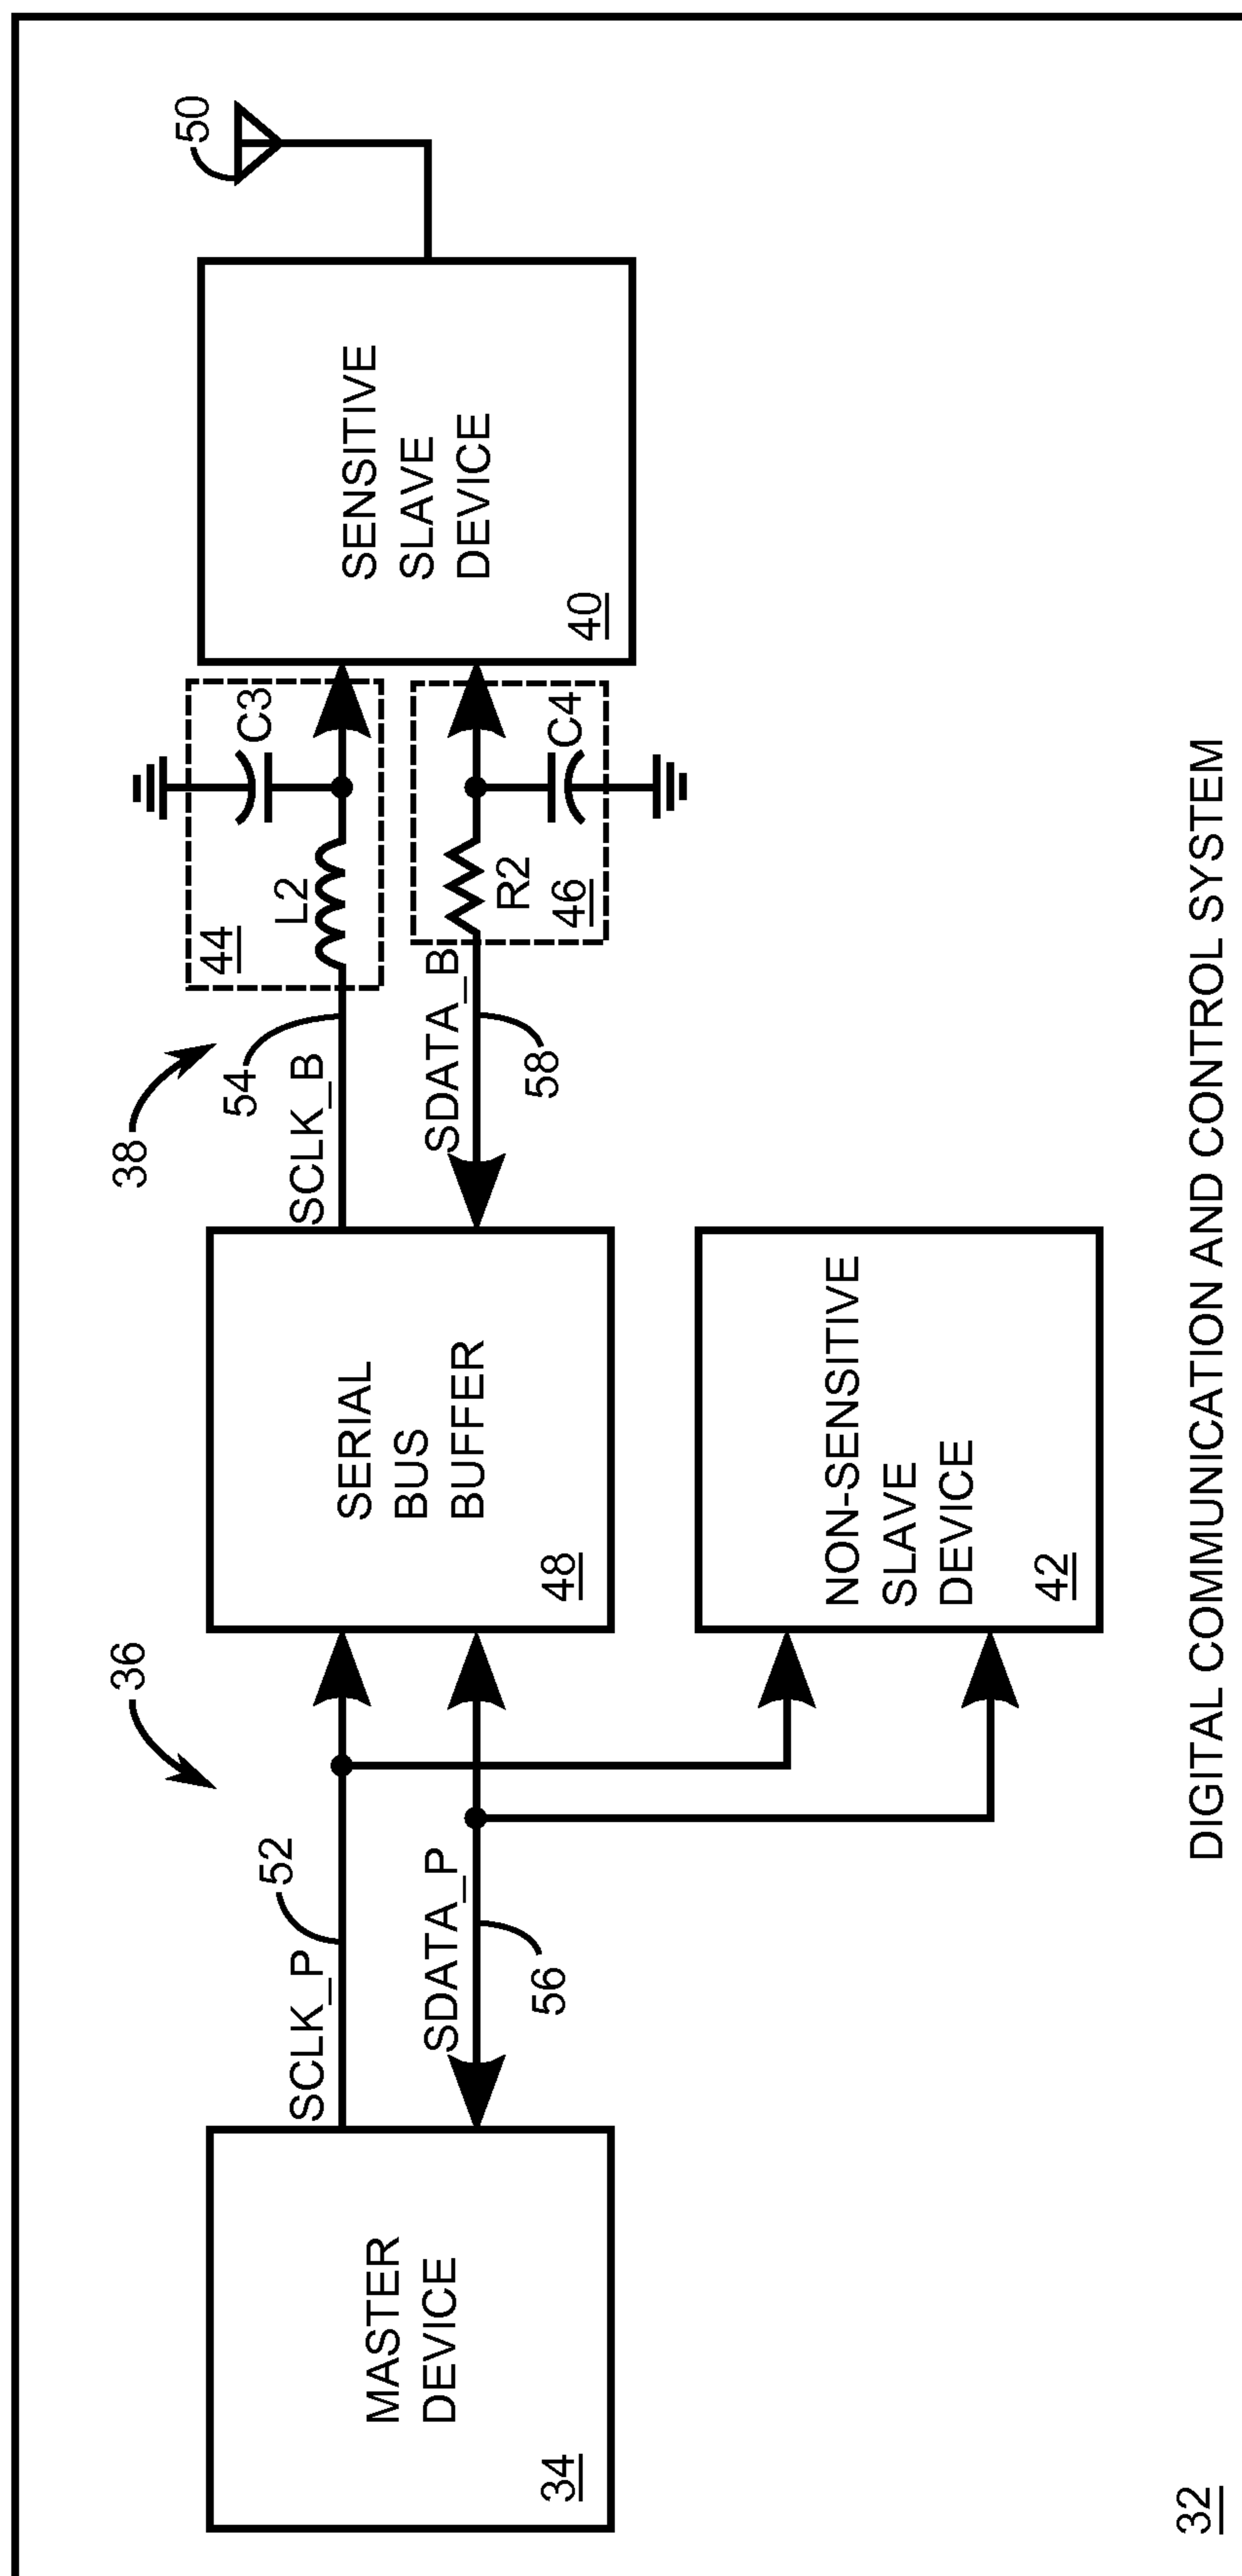 38
36
50
54
52
44
C3
L2
SCLK_B
SCLK_P
SDATA_P
SDATA_B
R2
C4
46
56
58
MASTER
DEVICE
34
SERIAL
BUS
BUFFER
48
SENSITIVE
SLAVE
DEVICE
40
NON-SENSITIVE
SLAVE
DEVICE
42
DIGITAL COMMUNICATION AND CONTROL SYSTEM
32